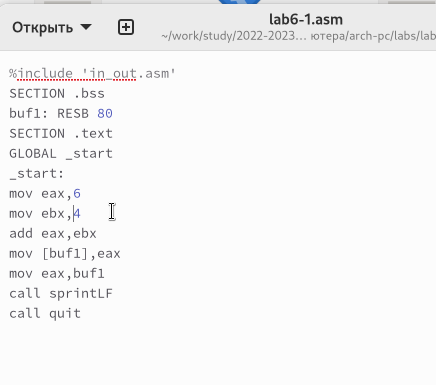 Открыть
lab6-1.asm
~/work/study/2022-2023… ютера/arch-pc/labs/lab
%include 'in_out.asm'
SECTION .bss
buf1: RESB 80
SECTION .text
GLOBAL _start
_start:
mov eax,6
mov ebx,4
add eax,ebx
mov [buf1],eax
mov eax,buf1
call sprintLF
call quit